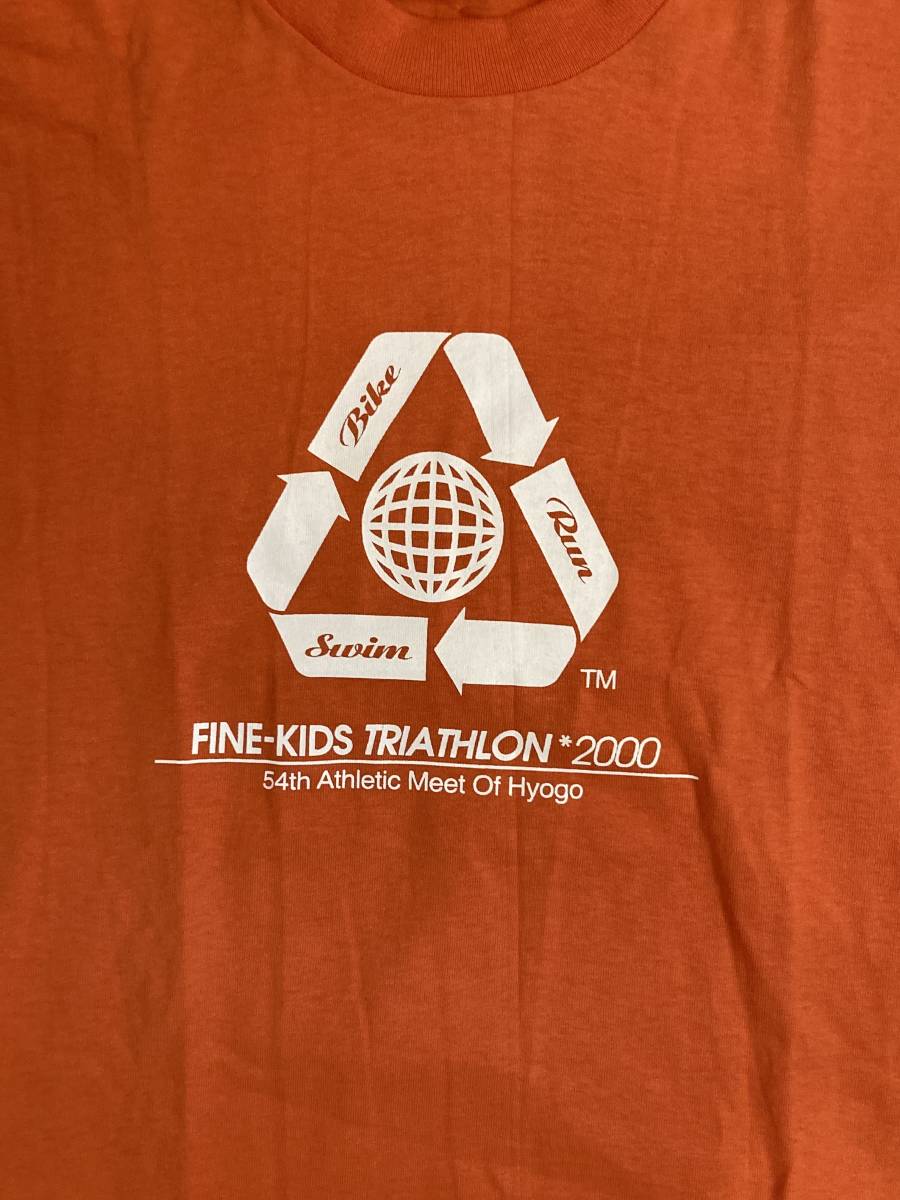 Bike
Run
Swim
TM
FINE-KIDS TRIATHLON *2000
54th Athletic Meet Of Hyogo